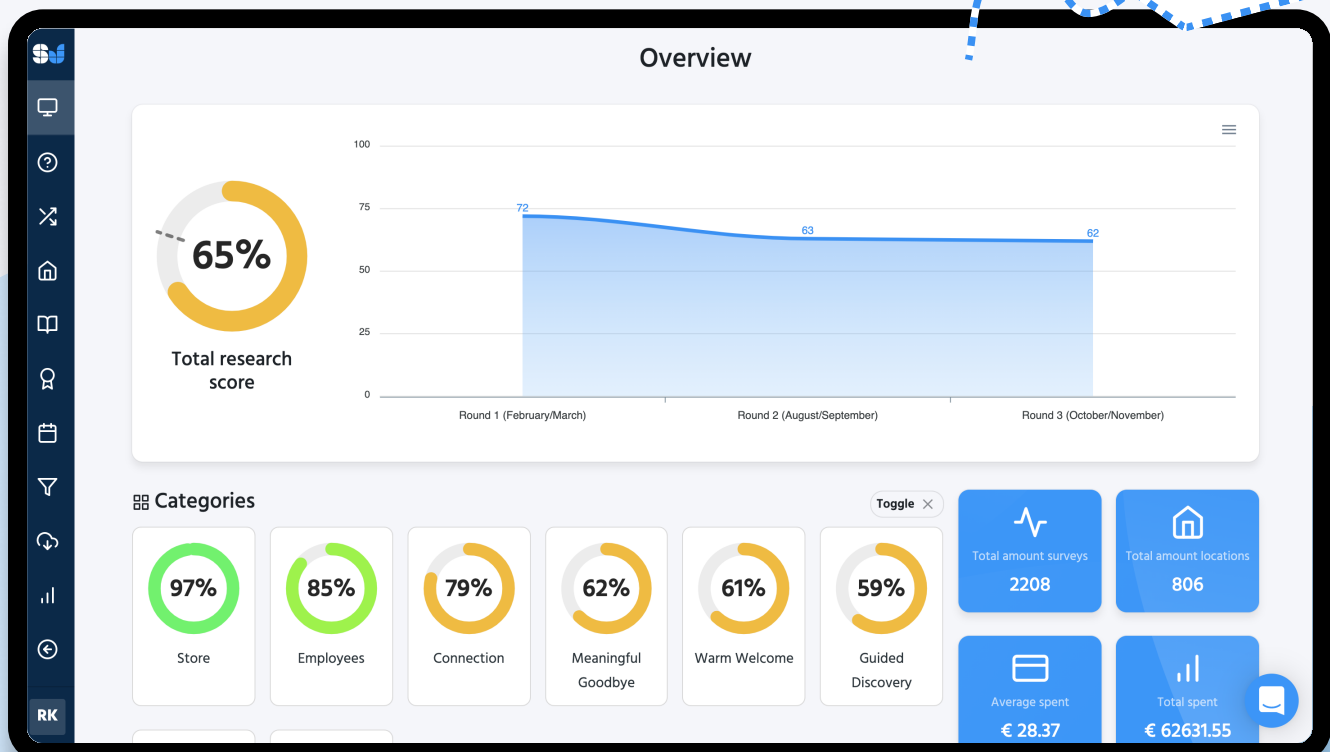 Overview
65%
Total research
score
100
75
50
25
0
72
63
62
Round 1 (February/March)
Round 2 (August/September)
Round 3 (October/November)
Categories
Toggle
97%
Store
85%
Employees
79%
Connection
62%
Meaningful
Goodbye
61%
Warm Welcome
59%
Guided
Discovery
Total amount surveys
2208
Total amount locations
806
Average spent
€ 28.37
Total spent
€ 62631.55
RK